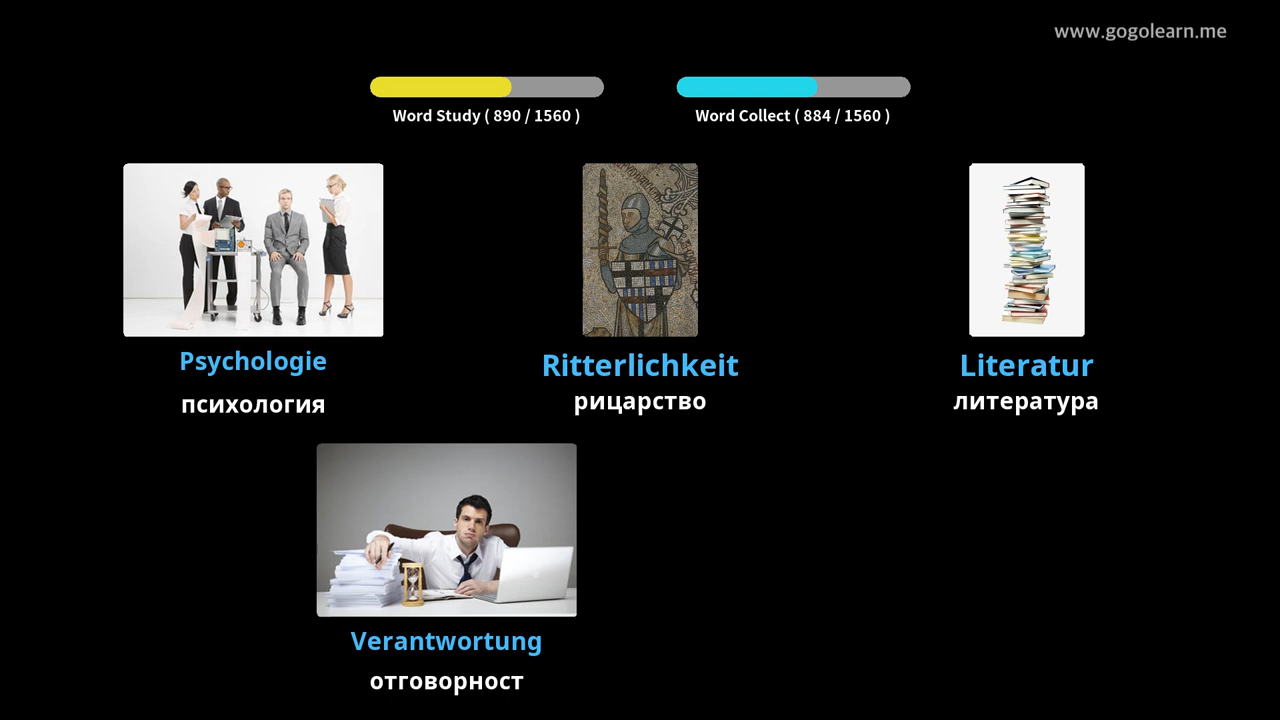 www.gogolearn.me
Word Study ( 890 / 1560 )
Word Collect ( 884 / 1560 )
Psychologie
Ritterlichkeit
Literatur
психология
рицарство
литература
Verantwortung
отговорност